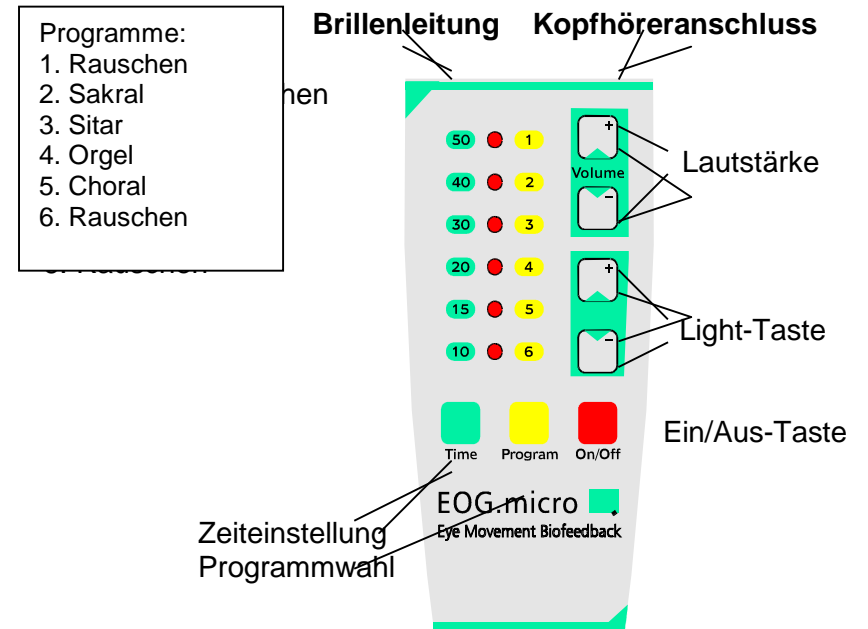 Brillenleitung Kopfhöreranschluss
Programme:
1. Rauschen
2. Sakral
3. Sitar
4. Orgel
5. Choral
6. Rauschen
hen
50 1
40 2
30 3
20 4
15 5
10 6
+
Volume
−
Lautstärke
+
−
Light-Taste
Time Program On/Off
Ein/Aus-Taste
EOG.micro
Eye Movement Biofeedback
Zeiteinstellung
Programmwahl